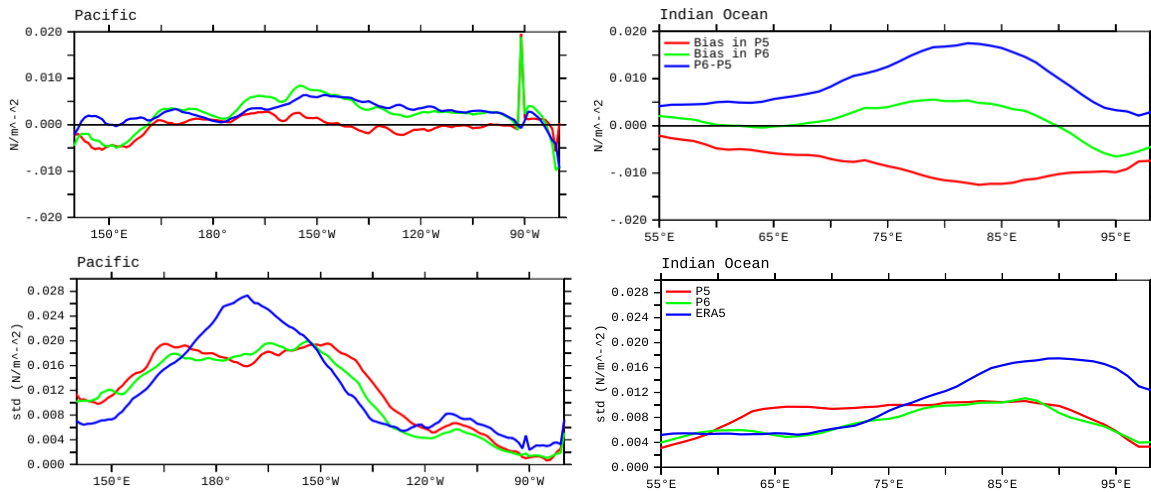 Pacific
0.020
0.010
0.000
-.010
-.020
N/m^-^2
150°E
180°
150°W
120°W
90°W
Indian Ocean
Bias in P5
Bias in P6
P6-P5
0.020
0.010
0.000
-.010
-.020
N/m^-^2
55°E
65°E
75°E
85°E
95°E
Pacific
0.028
0.024
0.020
0.016
0.012
0.008
0.004
0.000
std (N/m^-^2)
150°E
180°
150°W
120°W
90°W
Indian Ocean
P5
P6
ERA5
0.028
0.024
0.020
0.016
0.012
0.008
0.004
0.000
std (N/m^-^2)
55°E
65°E
75°E
85°E
95°E